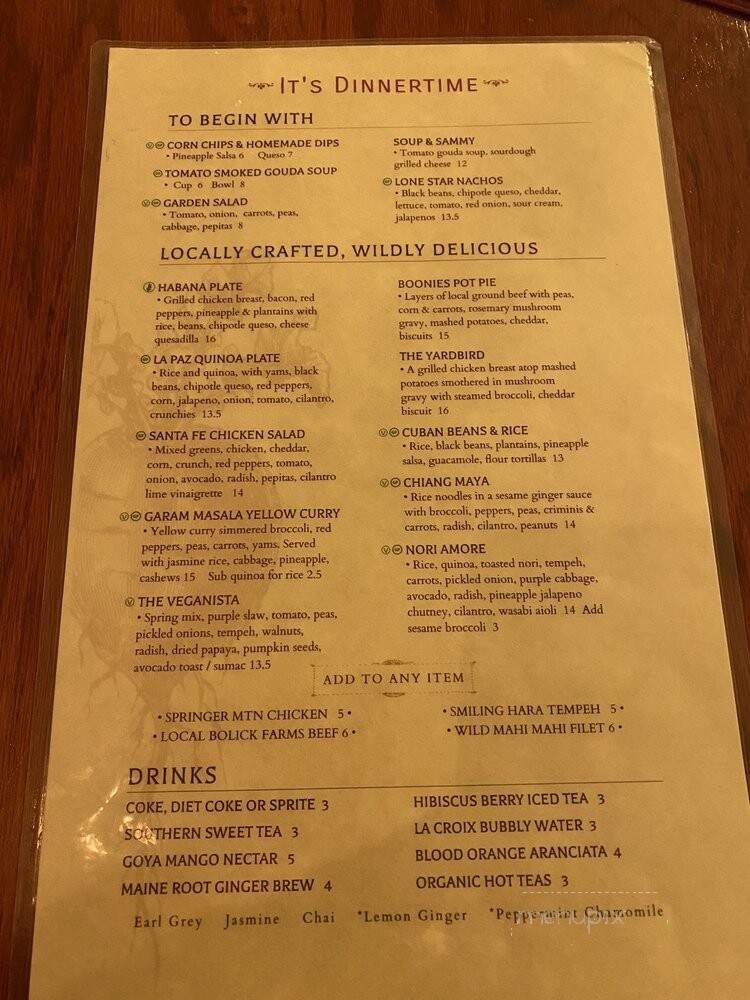 IT'S DINNERTIME
TO BEGIN WITH
CORN CHIPS & HOMEMADE DIPS
• Pineapple Salsa 6 Queso 7
TOMATO SMOKED GOUDA SOUP
• Cup 6 Bowl 8
GARDEN SALAD
• Tomato, onion, carrots, peas,
cabbage, pepitas 8
SOUP & SAMMY
• Tomato gouda soup, sourdough
grilled cheese 12
LONE STAR NACHOS
• Black beans, chipotle queso, cheddar,
lettuce, tomato, red onion, sour cream,
jalapenos 13.5
LOCALLY CRAFTED, WILDLY DELICIOUS
HABANA PLATE
• Grilled chicken breast, bacon, red
peppers, pineapple & plantains with
rice, beans, chipotle queso, cheese
quesadilla 16
LA PAZ QUINOA PLATE
• Rice and quinoa, with yams, black
beans, chipotle queso, red peppers,
corn, jalapeno, onion, tomato, cilantro,
crunchies 13.5
SANTA FE CHICKEN SALAD
• Mixed greens, chicken, cheddar,
corn, crunch, red peppers, tomato,
onion, avocado, radish, pepitas, cilantro
lime vinaigrette 14
GARAM MASALA YELLOW CURRY
• Yellow curry simmered broccoli, red
peppers, peas, carrots, yams. Served
with jasmine rice, cabbage, pineapple,
cashews 15 Sub quinoa for rice 2.5
THE VEGANISTA
• Spring mix, purple slaw, tomato, peas,
pickled onions, tempeh, walnuts,
radish, dried papaya, pumpkin seeds,
avocado toast / sumac 13.5
BOONIES POT PIE
• Layers of local ground beef with peas,
corn & carrots, rosemary mushroom
gravy, mashed potatoes, cheddar,
biscuits 15
THE YARDBIRD
• A grilled chicken breast atop mashed
potatoes smothered in mushroom
gravy with steamed broccoli, cheddar
biscuit 16
CUBAN BEANS & RICE
• Rice, black beans, plantains, pineapple
salsa, guacamole, flour tortillas 13
CHIANG MAYA
• Rice noodles in a sesame ginger sauce
with broccoli, peppers, peas, criminis &
carrots, radish, cilantro, peanuts 14
NORI AMORE
• Rice, quinoa, toasted nori, tempeh,
carrots, pickled onion, purple cabbage,
avocado, radish, pineapple jalapeno
chutney, cilantro, wasabi aioli 14 Add
sesame broccoli 3
ADD TO ANY ITEM
• SPRINGER MTN CHICKEN 5 •
• LOCAL BOLICK FARMS BEEF 6 •
• SMILING HARA TEMPEH 5 •
• WILD MAHI MAHI FILET 6 •
DRINKS
COKE, DIET COKE OR SPRITE 3
SOUTHERN SWEET TEA 3
GOYA MANGO NECTAR 5
MAINE ROOT GINGER BREW 4
HIBISCUS BERRY ICED TEA 3
LA CROIX BUBBLY WATER 3
BLOOD ORANGE ARANCIATA 4
ORGANIC HOT TEAS 3
Earl Grey Jasmine Chai *Lemon Ginger *Peppermint Chamomile
menupix